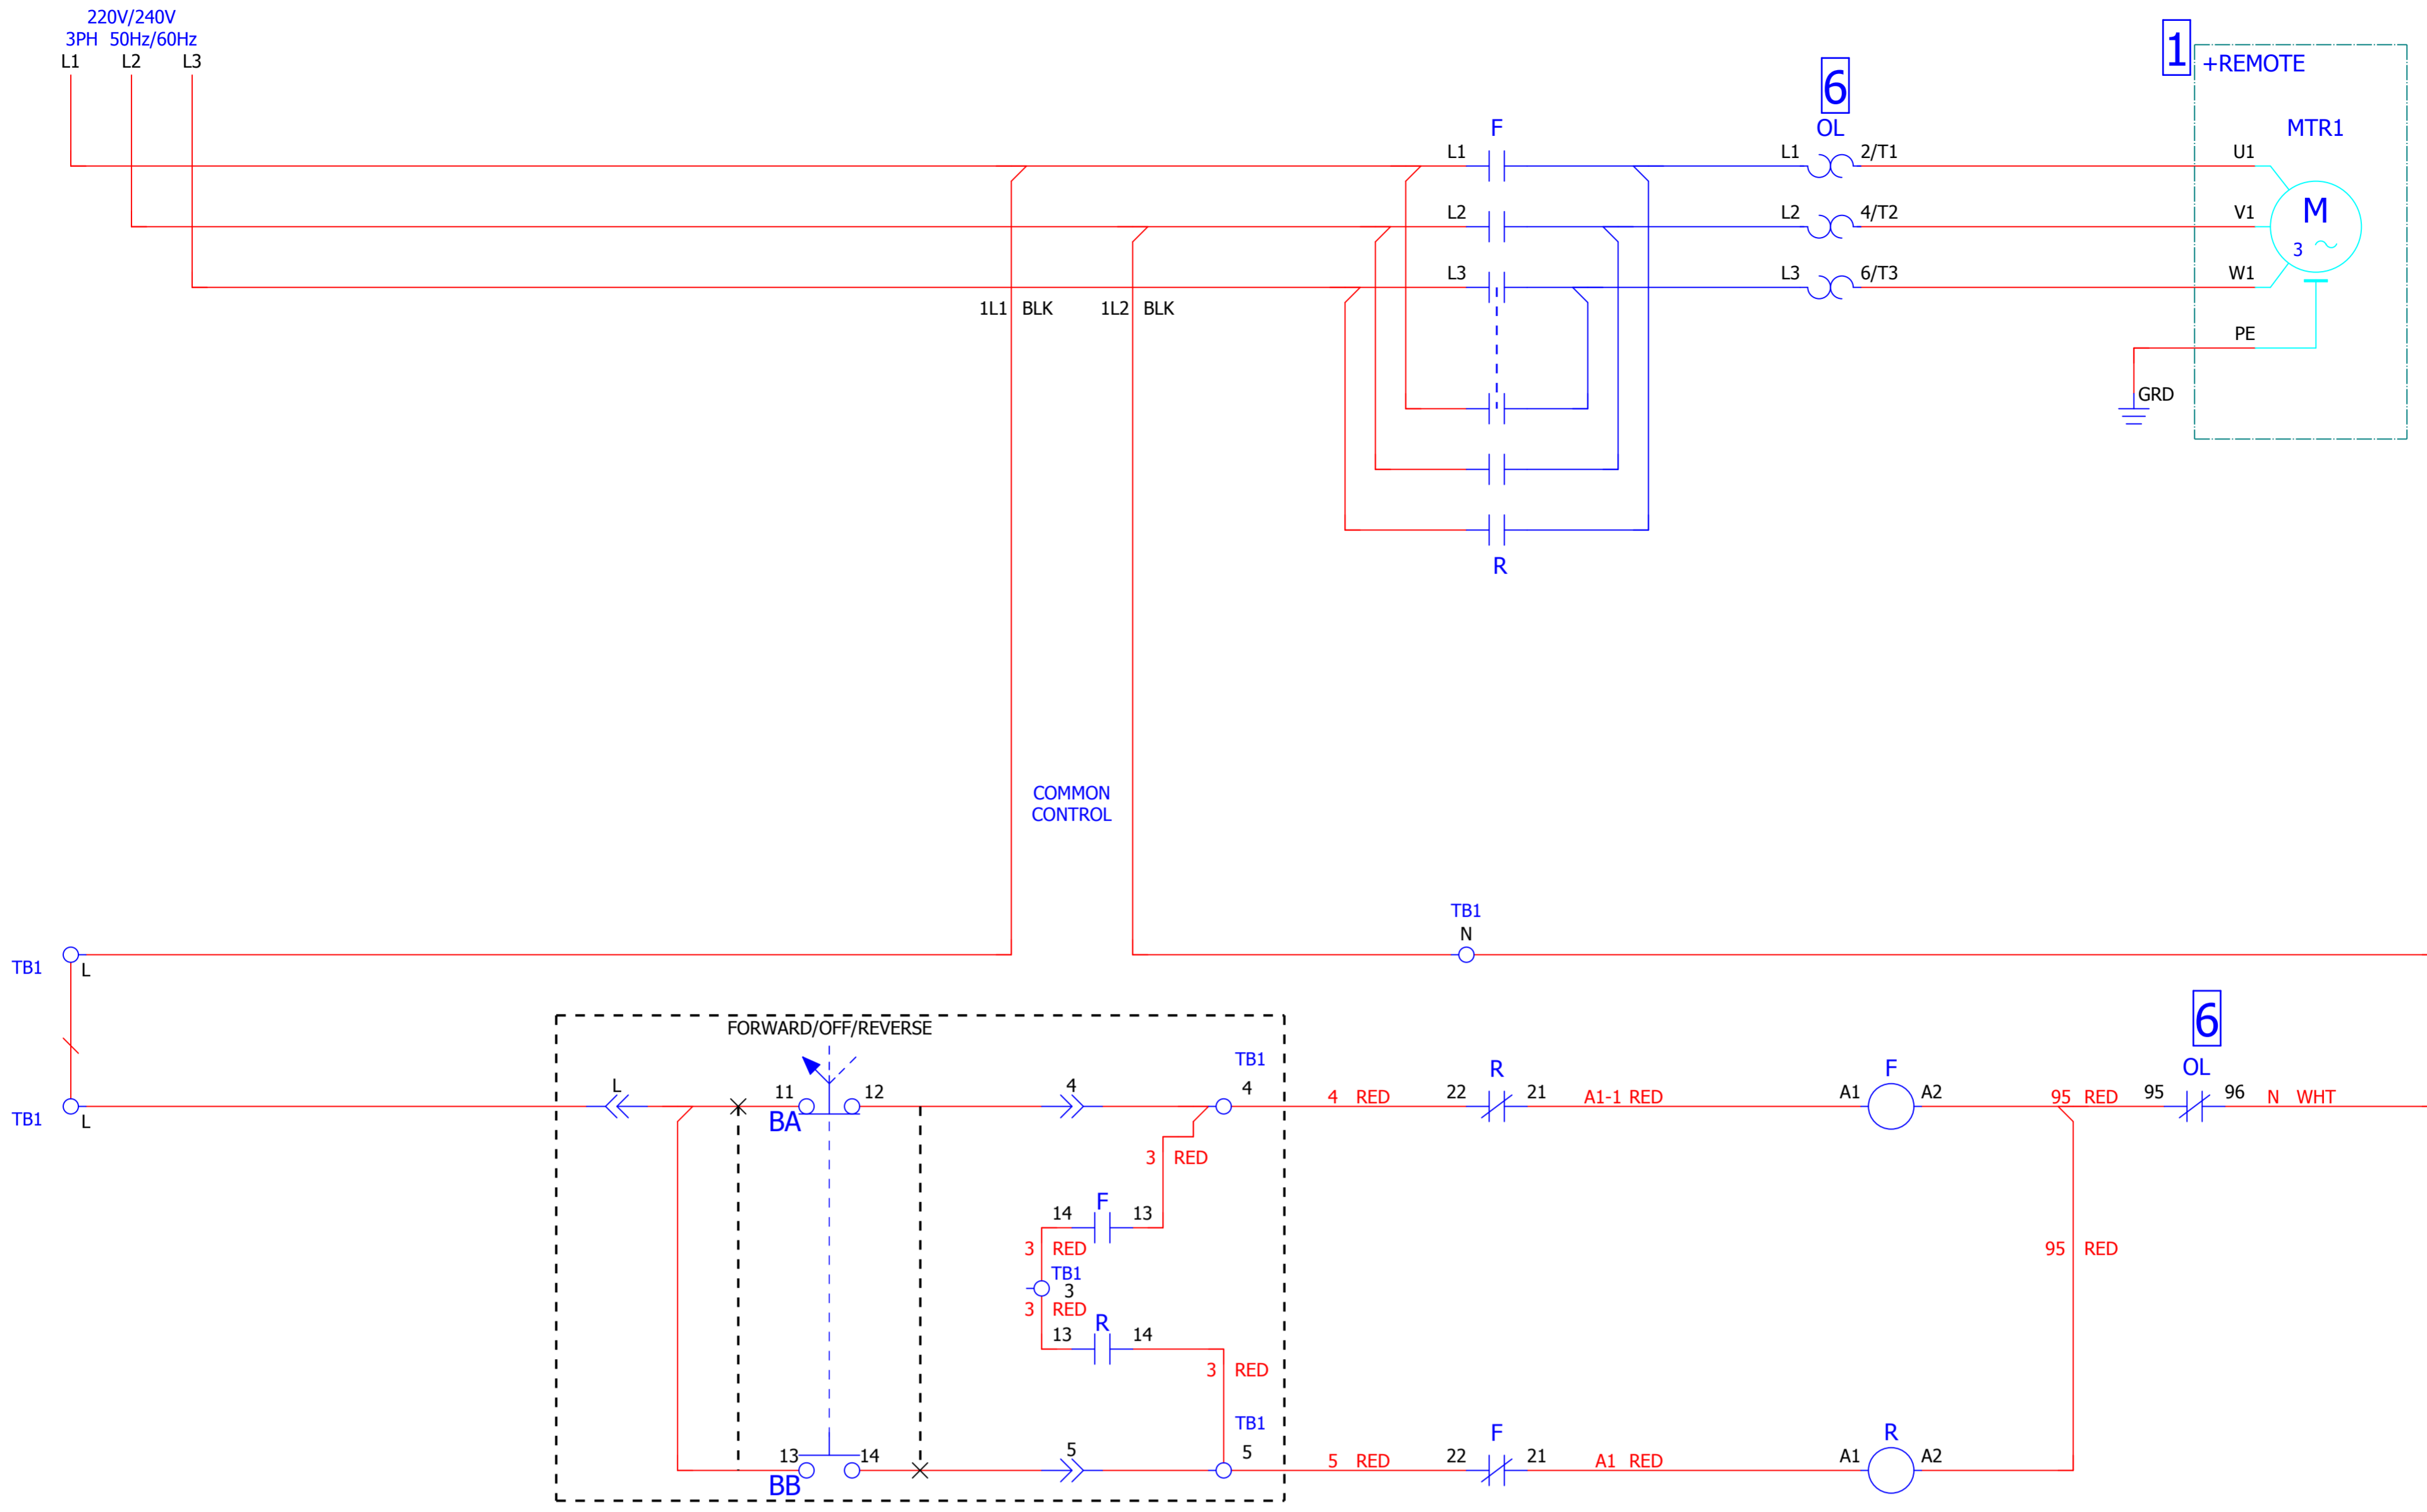 220V/240V
3PH 50Hz/60Hz
L1 L2 L3
1
+REMOTE
6
F OL MTR1
L1 L1 2/T1 U1
M
L2 L2 4/T2 V1
3
L3 L3 6/T3 W1
1L1 BLK 1L2 BLK
PE
GRD
R
COMMON
CONTROL
TB1
N
TB1 L
6
FORWARD/OFF/REVERSE
TB1 R F OL
L 11 12 4 4 4 RED 22 21 A1-1 RED A1 A2 95 RED 95 96 N WHT
TB1 L BA
3 RED
F
14 13
3 RED 95 RED
TB1
3
3 RED
R
13 14
3 RED
TB1 F R
13 14 5 5 5 RED 22 21 A1 RED A1 A2
BB